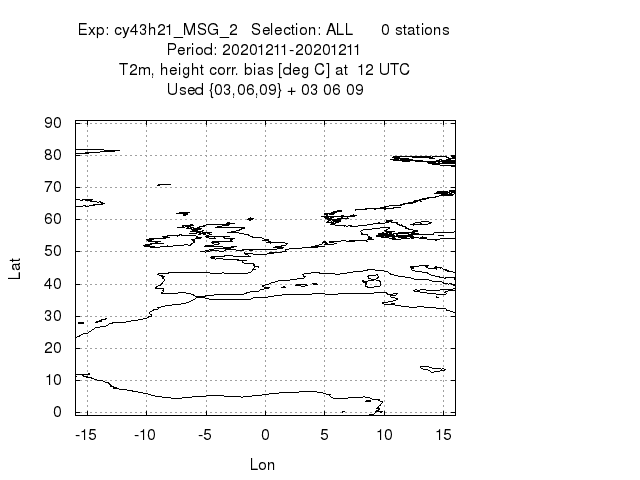 Exp: cy43h21_MSG_2 Selection: ALL 0 stations
Period: 20201211-20201211
T2m, height corr. bias [deg C] at 12 UTC
Used {03,06,09} + 03 06 09
90
80
70
60
50
40
30
20
10
0
Lat
-15 -10 -5 0 5 10 15
Lon